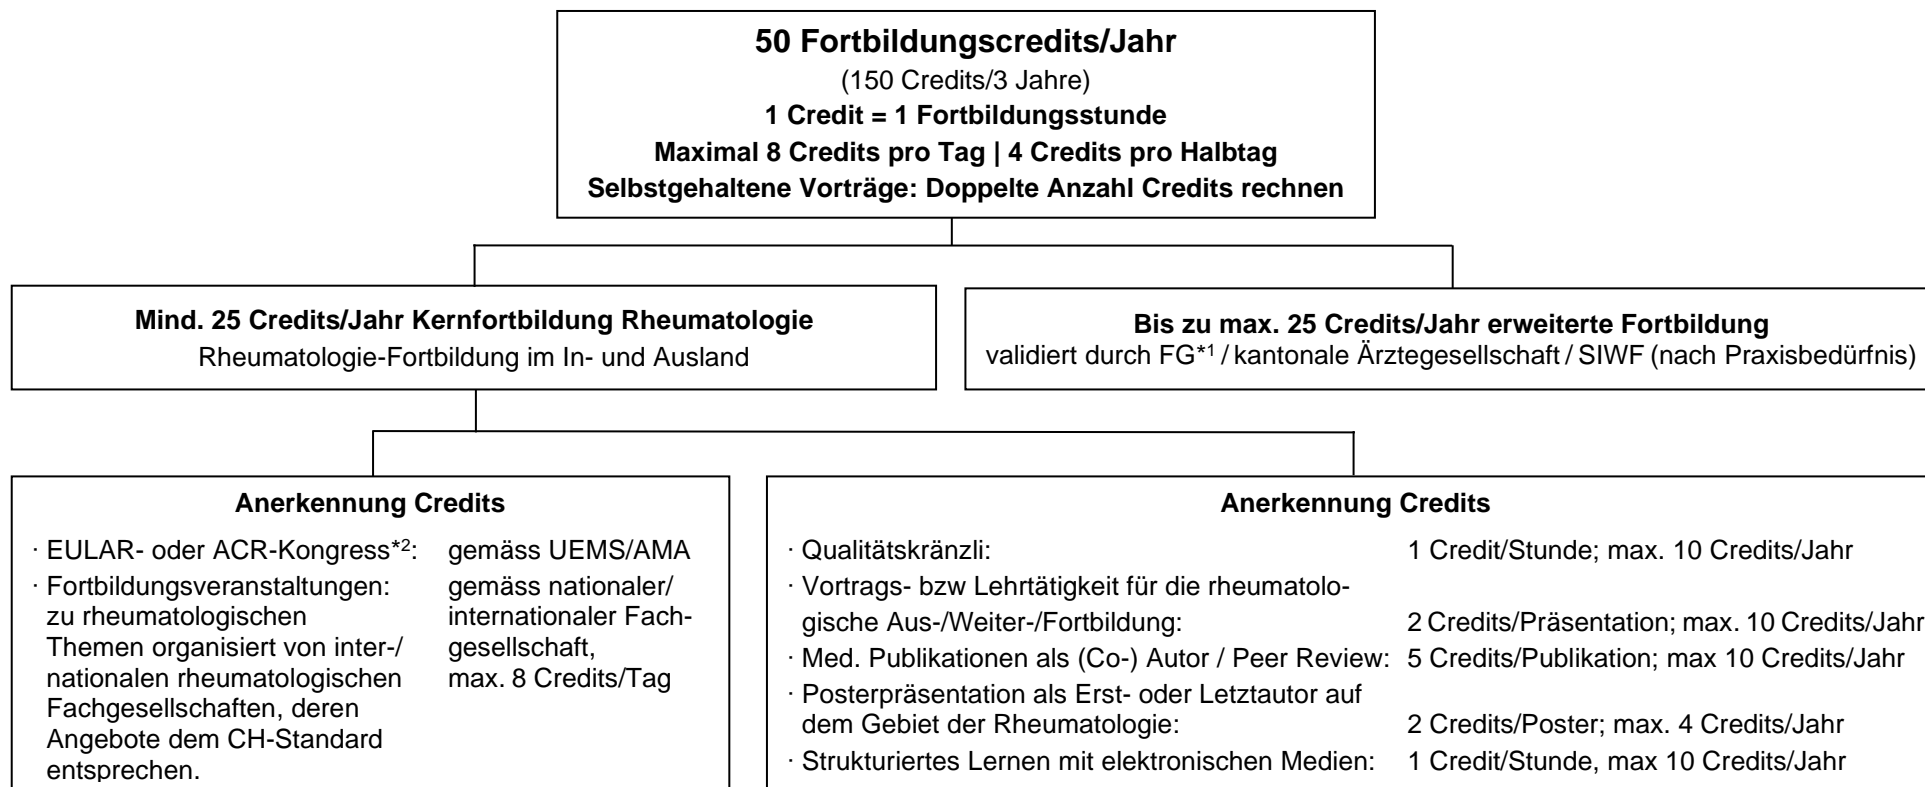 50 Fortbildungscredits/Jahr
(150 Credits/3 Jahre)
1 Credit = 1 Fortbildungsstunde
Maximal 8 Credits pro Tag | 4 Credits pro Halbtag
Selbstgehaltene Vorträge: Doppelte Anzahl Credits rechnen
Mind. 25 Credits/Jahr Kernfortbildung Rheumatologie
Rheumatologie-Fortbildung im In- und Ausland
Bis zu max. 25 Credits/Jahr erweiterte Fortbildung
validiert durch FG*1 / kantonale Ärztegesellschaft / SIWF (nach Praxisbedürfnis)
Anerkennung Credits
· EULAR- oder ACR-Kongress*2: gemäss UEMS/AMA
· Fortbildungsveranstaltungen: gemäss nationaler/
zu rheumatologischen internationaler Fach-
Themen organisiert von inter-/ gesellschaft,
nationalen rheumatologischen max. 8 Credits/Tag
Fachgesellschaften, deren
Angebote dem CH-Standard
entsprechen.
Anerkennung Credits
· Qualitätskränzli: 1 Credit/Stunde; max. 10 Credits/Jahr
· Vortrags- bzw Lehrtätigkeit für die rheumatolo-
gische Aus-/Weiter-/Fortbildung: 2 Credits/Präsentation; max. 10 Credits/Jahr
· Med. Publikationen als (Co-) Autor / Peer Review: 5 Credits/Publikation; max 10 Credits/Jahr
· Posterpräsentation als Erst- oder Letztautor auf
dem Gebiet der Rheumatologie: 2 Credits/Poster; max. 4 Credits/Jahr
· Strukturiertes Lernen mit elektronischen Medien: 1 Credit/Stunde, max 10 Credits/Jahr